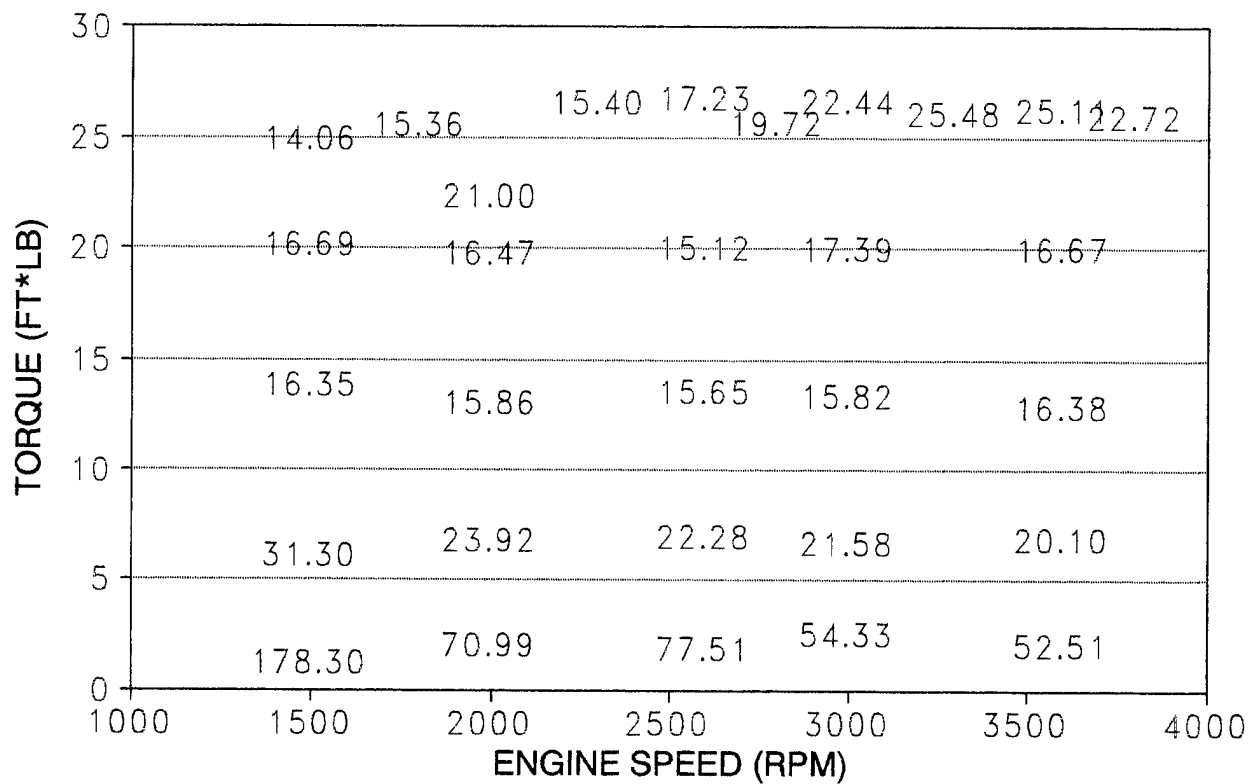 30
15.40 17.23 22.44 25.48 25.11 22.72
14.06 15.36 19.72
25
21.00
20 16.69 16.47 15.12 17.39 16.67
15
16.35 15.86 15.65 15.82 16.38
10
31.30 23.92 22.28 21.58 20.10
5
178.30 70.99 77.51 54.33 52.51
0
1000 1500 2000 2500 3000 3500 4000
TORQUE (FT*LB)
ENGINE SPEED (RPM)